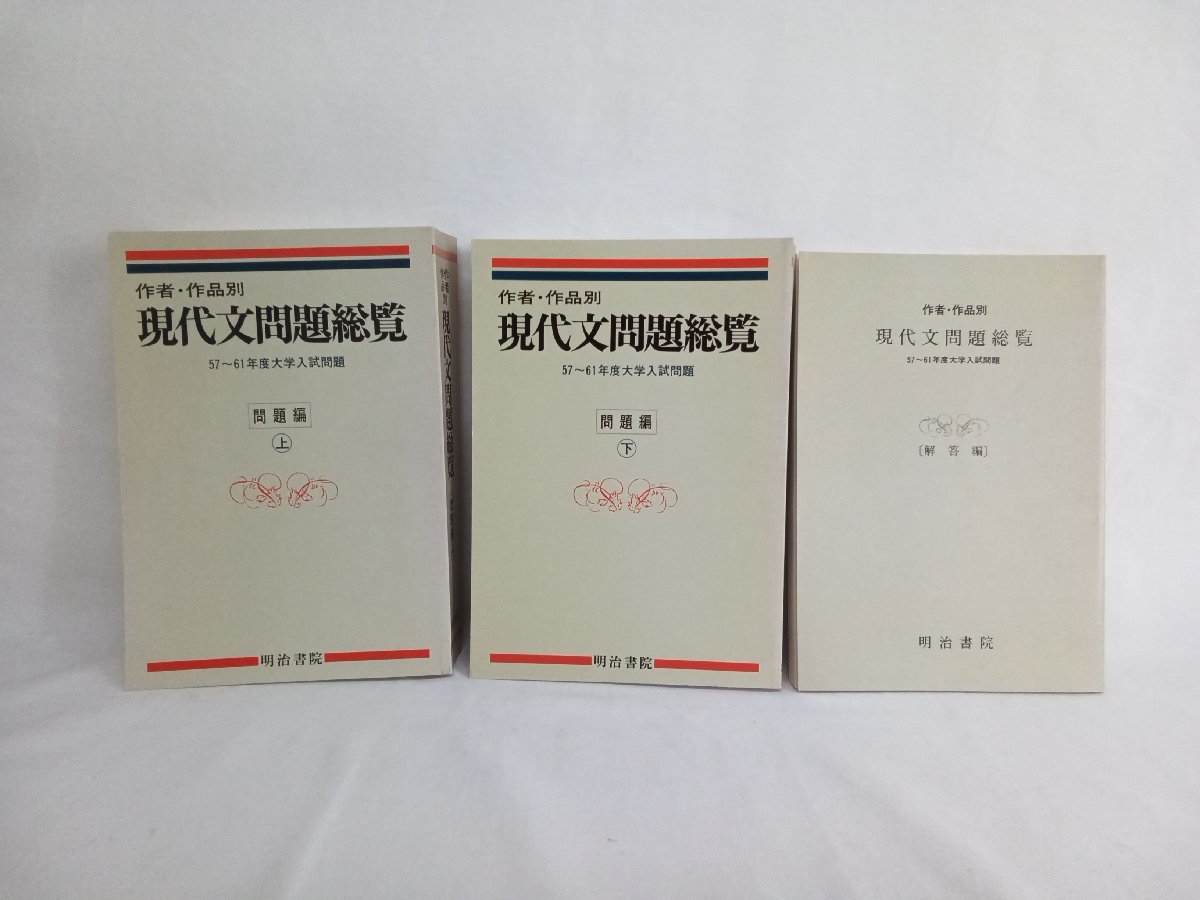 作者・作品別
現代文問題総覧
57〜61年度大学入試問題
問題編
上
明治書院
作者・作品別
現代文問題総覧
作者・作品別
現代文問題総覧
57〜61年度大学入試問題
問題編
下
明治書院
作者・作品別
現代文問題総覧
57〜61年度大学入試問題
〔解答編〕
明治書院